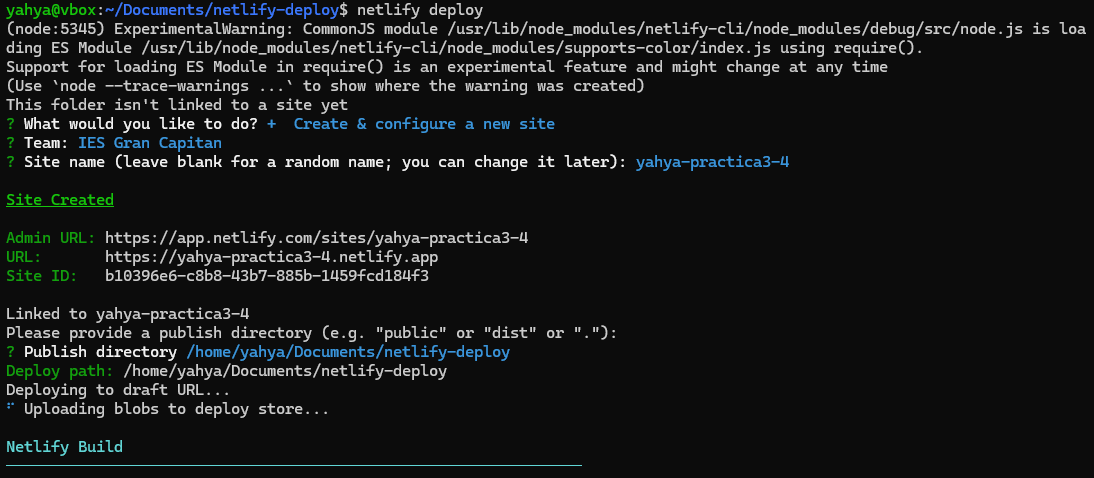 yahya@vbox:~/Documents/netlify-deploy$ netlify deploy
(node:5345) ExperimentalWarning: CommonJS module /usr/lib/node_modules/netlify-cli/node_modules/debug/src/node.js is loa
ding ES Module /usr/lib/node_modules/netlify-cli/node_modules/supports-color/index.js using require().
Support for loading ES Module in require() is an experimental feature and might change at any time
(Use `node --trace-warnings ...` to show where the warning was created)
This folder isn't linked to a site yet
? What would you like to do? +  Create & configure a new site
? Team: IES Gran Capitan
? Site name (leave blank for a random name; you can change it later): yahya-practica3-4
Site Created
Admin URL: https://app.netlify.com/sites/yahya-practica3-4
URL:       https://yahya-practica3-4.netlify.app
Site ID:   b10396e6-c8b8-43b7-885b-1459fcd184f3
Linked to yahya-practica3-4
Please provide a publish directory (e.g. "public" or "dist" or "."):
? Publish directory /home/yahya/Documents/netlify-deploy
Deploy path: /home/yahya/Documents/netlify-deploy
Deploying to draft URL...
⠋ Uploading blobs to deploy store...
Netlify Build